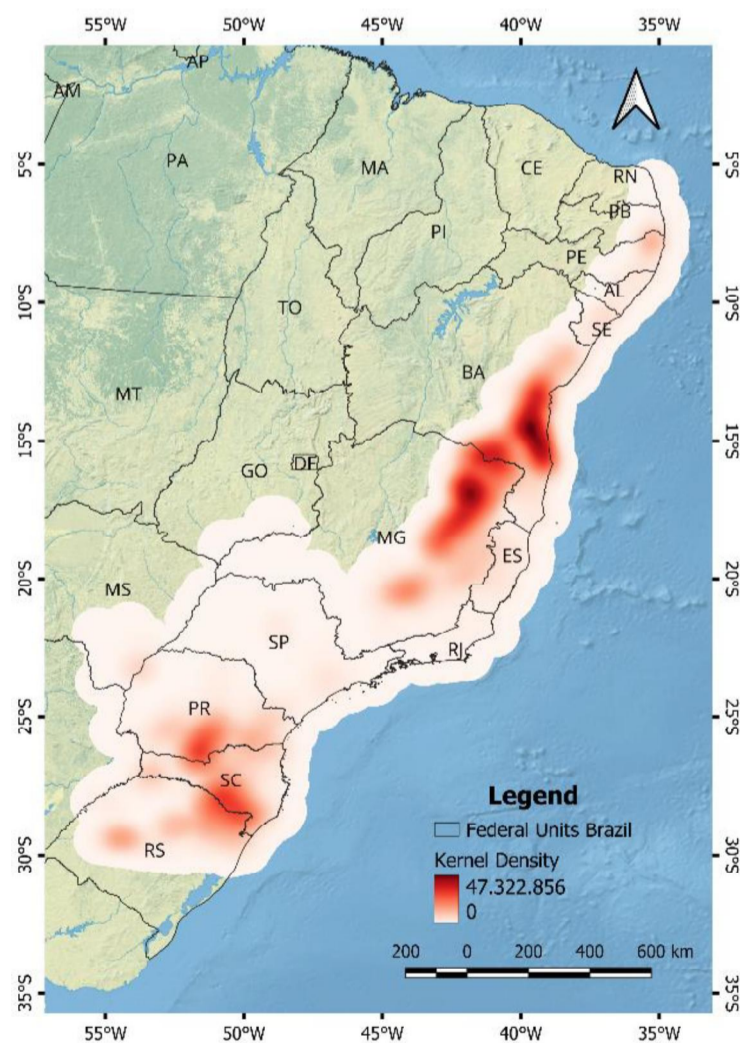 55°W 50°W 45°W 40°W 35°W
AP
AM
PA
MA
CE
RN
5°S 5°S
PB
PI
PE
AL
10°S 10°S
TO
SE
BA
MT
15°S 15°S
GO
DF
MG
ES
20°S 20°S
MS
SP
RJ
PR
25°S 25°S
SC
Legend
Federal Units Brazil
RS
30°S 30°S
Kernel Density
47.322.856
0
200 0 200 400 600 km
35°S 35°S
55°W 50°W 45°W 40°W 35°W